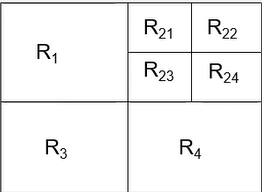 R₂₁ R₂₂
R₁
R₂₃ R₂₄
R₃ R₄